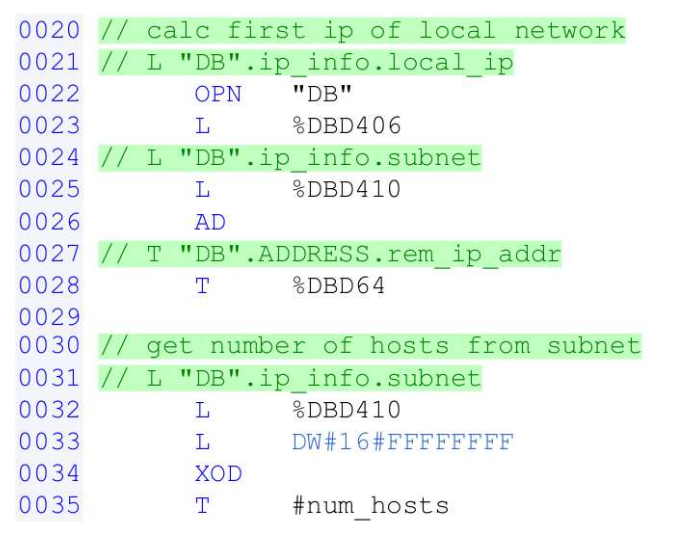 0020 // calc first ip of local network
0021 // L "DB".ip_info.local_ip
0022 OPN "DB"
0023 L %DBD406
0024 // L "DB".ip_info.subnet
0025 L %DBD410
0026 AD
0027 // T "DB".ADDRESS.rem_ip_addr
0028 T %DBD64
0029
0030 // get number of hosts from subnet
0031 // L "DB".ip_info.subnet
0032 L %DBD410
0033 L DW#16#FFFFFFFF
0034 XOD
0035 T #num_hosts